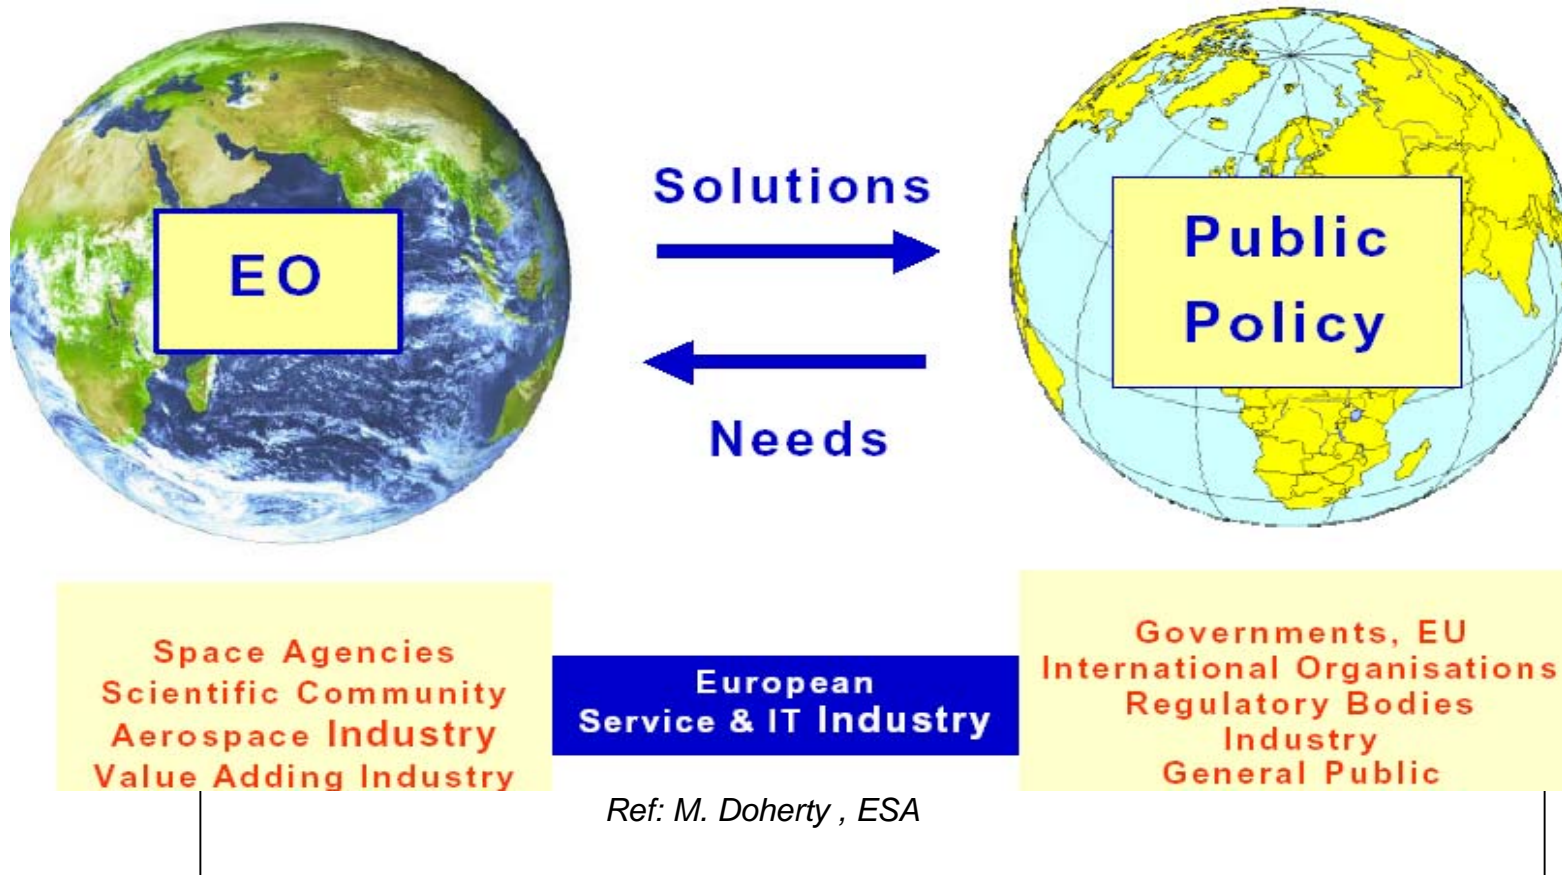 Solutions
EO
Public
Policy
Needs
Space Agencies
Scientific Community
Aerospace Industry
Value Adding Industry
European
Service & IT Industry
Governments, EU
International Organisations
Regulatory Bodies
Industry
General Public
Ref: M. Doherty , ESA